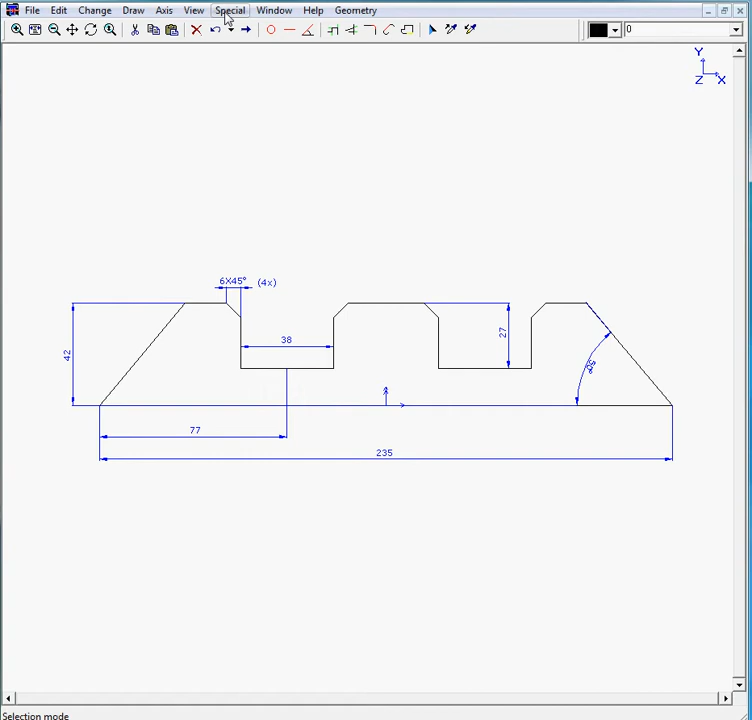 File Edit Change Draw Axis View Special Window Help Geometry
0
Y
Z X
6X45° (4x)
38
27
42
50°
77
235
Selection mode